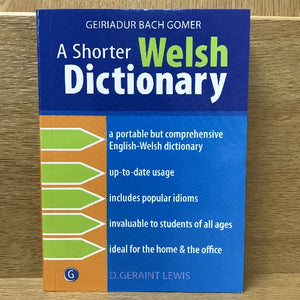 GEIRIADUR BACH GOMER
A Shorter Welsh
Dictionary
a portable but comprehensive
English-Welsh dictionary
up-to-date usage
includes popular idioms
invaluable to students of all ages
ideal for the home & the office
G
D. GERAINT LEWIS